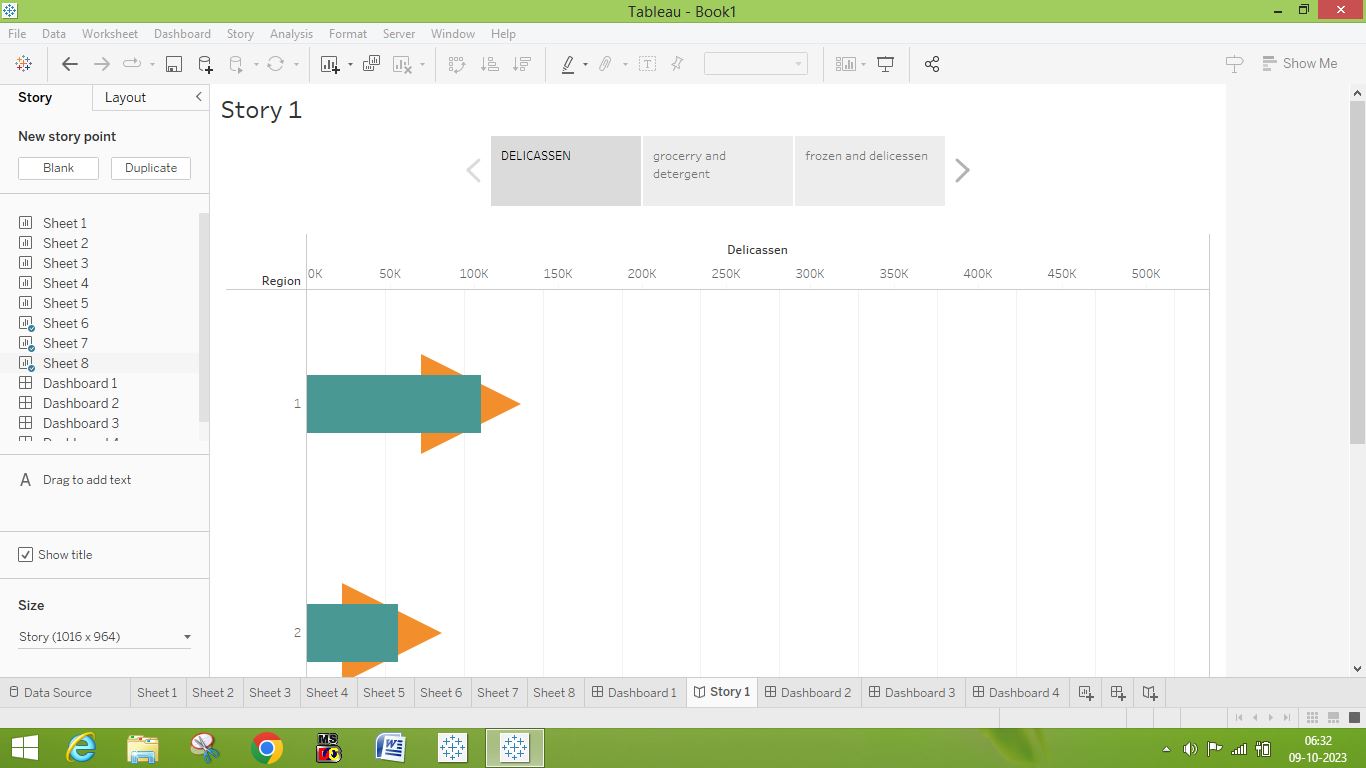 Tableau - Book1
File Data Worksheet Dashboard Story Analysis Format Server Window Help
Show Me
Story Layout
New story point
Blank Duplicate
Sheet 1
Sheet 2
Sheet 3
Sheet 4
Sheet 5
Sheet 6
Sheet 7
Sheet 8
Dashboard 1
Dashboard 2
Dashboard 3
A Drag to add text
Show title
Size
Story (1016 x 964)
Story 1
DELICASSEN
grocerry and
detergent
frozen and delicessen
Delicassen
0K 50K 100K 150K 200K 250K 300K 350K 400K 450K 500K
Region
1
2
Data Source Sheet 1 Sheet 2 Sheet 3 Sheet 4 Sheet 5 Sheet 6 Sheet 7 Sheet 8 Dashboard 1 Story 1 Dashboard 2 Dashboard 3 Dashboard 4
MS
06:32
09-10-2023